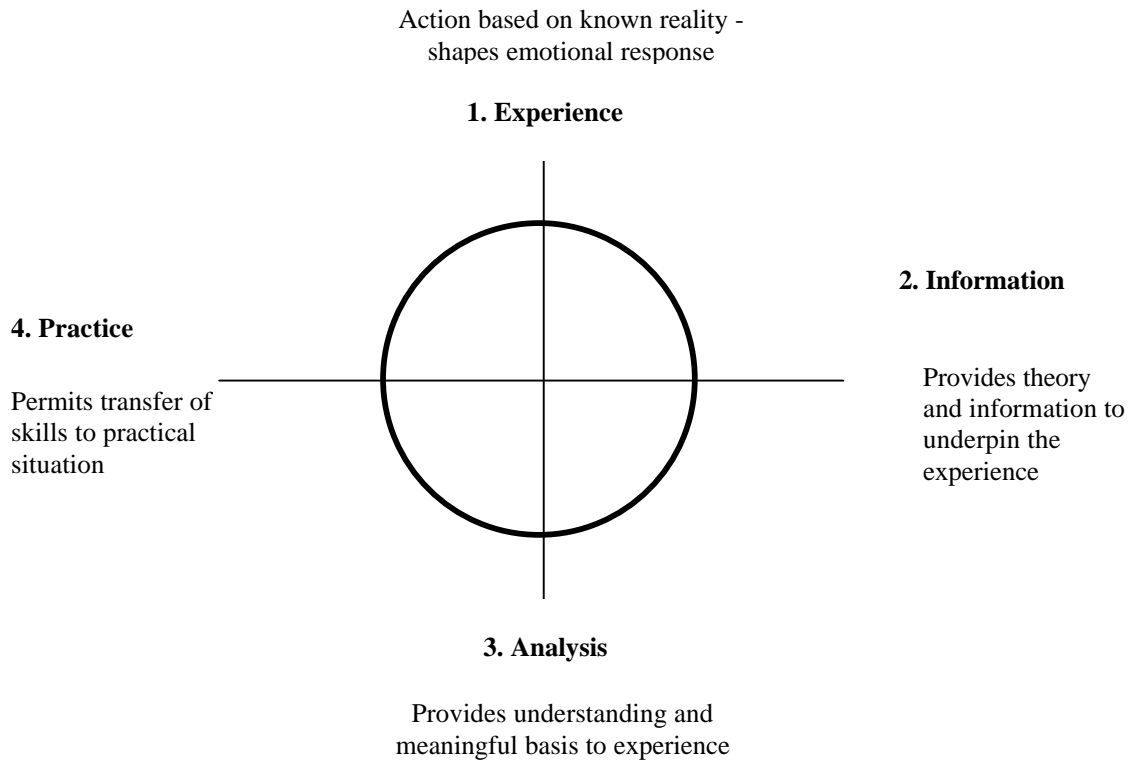 Action based on known reality -
shapes emotional response
1. Experience
2. Information
Provides theory
and information to
underpin the
experience
3. Analysis
Provides understanding and
meaningful basis to experience
4. Practice
Permits transfer of
skills to practical
situation